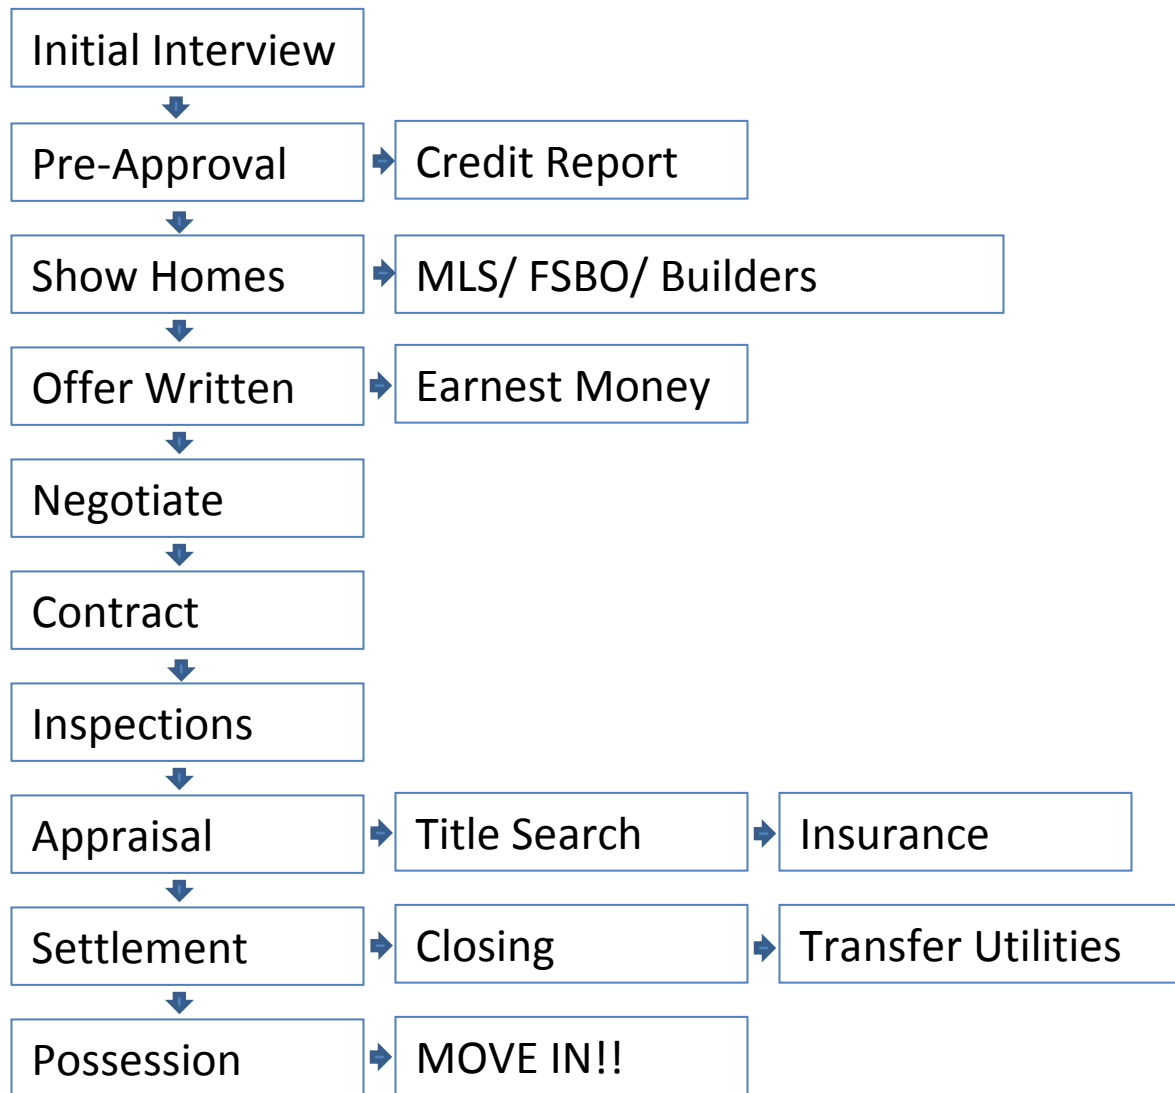 Initial Interview
Pre-Approval
Credit Report
Show Homes
MLS/ FSBO/ Builders
Offer Written
Earnest Money
Negotiate
Contract
Inspections
Appraisal
Title Search
Insurance
Settlement
Closing
Transfer Utilities
Possession
MOVE IN!!